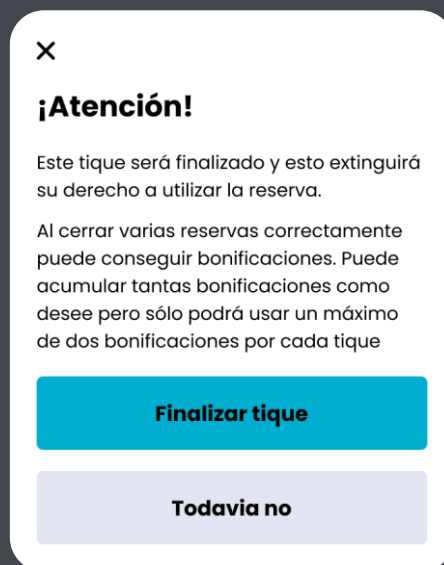 ¡Atención!
Este tique será finalizado y esto extinguirá
su derecho a utilizar la reserva.
Al cerrar varias reservas correctamente
puede conseguir bonificaciones. Puede
acumular tantas bonificaciones como
desee pero sólo podrá usar un máximo
de dos bonificaciones por cada tique
Finalizar tique
Todavia no